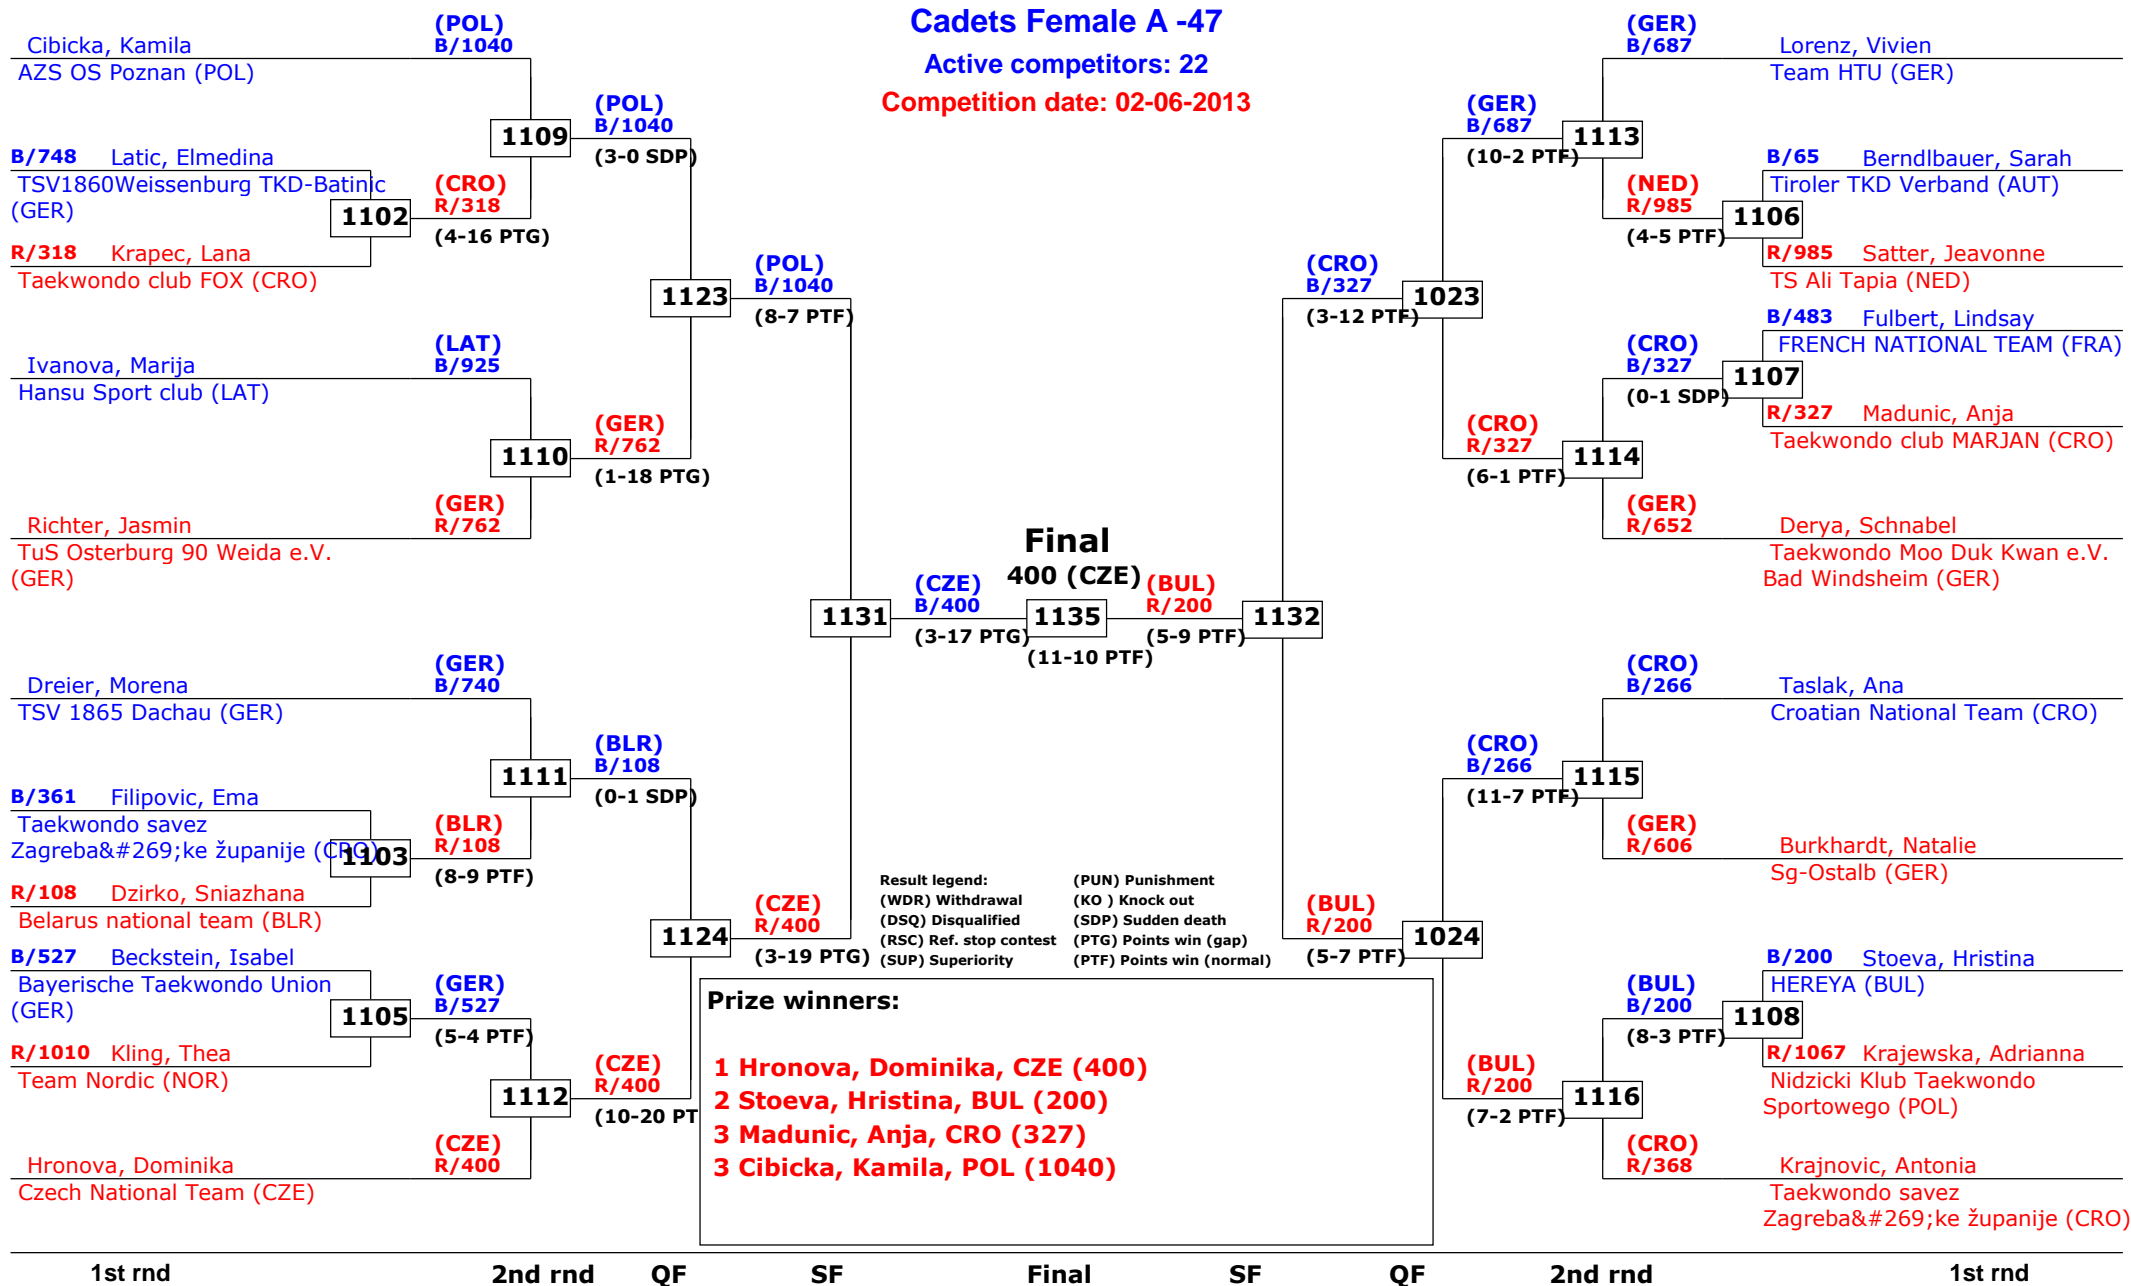 Cadets Female A -47
Active competitors: 22
Competition date: 02-06-2013
Cibicka, Kamila
AZS OS Poznan (POL)
(POL)
B/1040
B/748 Latic, Elmedina
TSV1860Weissenburg TKD-Batinic
(GER)
1102
R/318 Krapec, Lana
Taekwondo club FOX (CRO)
(CRO)
R/318
(4-16 PTG)
1109
(POL)
B/1040
(3-0 SDP)
Ivanova, Marija
Hansu Sport club (LAT)
(LAT)
B/925
Richter, Jasmin
TuS Osterburg 90 Weida e.V.
(GER)
(GER)
R/762
1110
(GER)
R/762
(1-18 PTG)
1123
(POL)
B/1040
(8-7 PTF)
Dreier, Morena
TSV 1865 Dachau (GER)
(GER)
B/740
B/361 Filipovic, Ema
Taekwondo savez
Zagreba&#269;ke županije (CRO)
1103
R/108 Dzirko, Sniazhana
Belarus national team (BLR)
(BLR)
R/108
(8-9 PTF)
1111
(BLR)
B/108
(0-1 SDP)
B/527 Beckstein, Isabel
Bayerische Taekwondo Union
(GER)
1105
R/1010 Kling, Thea
Team Nordic (NOR)
(GER)
B/527
(5-4 PTF)
Hronova, Dominika
Czech National Team (CZE)
(CZE)
R/400
1112
(CZE)
R/400
(10-20 PT
1124
(CZE)
R/400
(3-19 PTG)
1131
(CZE)
B/400
(3-17 PTG)
Final
400 (CZE)
1135
(11-10 PTF)
(BUL)
R/200
(5-9 PTF)
1132
(CRO)
B/327
(3-12 PTF)
1023
(GER)
B/687
(10-2 PTF)
1113
(GER)
B/687
Lorenz, Vivien
Team HTU (GER)
(NED)
R/985
(4-5 PTF)
1106
B/65 Berndlbauer, Sarah
Tiroler TKD Verband (AUT)
R/985 Satter, Jeavonne
TS Ali Tapia (NED)
(CRO)
R/327
(6-1 PTF)
1114
(CRO)
B/327
(0-1 SDP)
1107
B/483 Fulbert, Lindsay
FRENCH NATIONAL TEAM (FRA)
R/327 Madunic, Anja
Taekwondo club MARJAN (CRO)
(GER)
R/652
Derya, Schnabel
Taekwondo Moo Duk Kwan e.V.
Bad Windsheim (GER)
(BUL)
R/200
(5-7 PTF)
1024
(CRO)
B/266
(11-7 PTF)
1115
(CRO)
B/266
Taslak, Ana
Croatian National Team (CRO)
(GER)
R/606
Burkhardt, Natalie
Sg-Ostalb (GER)
(BUL)
R/200
(7-2 PTF)
1116
(BUL)
B/200
(8-3 PTF)
1108
B/200 Stoeva, Hristina
HEREYA (BUL)
R/1067 Krajewska, Adrianna
Nidzicki Klub Taekwondo
Sportowego (POL)
(CRO)
R/368
Krajnovic, Antonia
Taekwondo savez
Zagreba&#269;ke županije (CRO)
Result legend: (PUN) Punishment
(WDR) Withdrawal (KO ) Knock out
(DSQ) Disqualified (SDP) Sudden death
(RSC) Ref. stop contest (PTG) Points win (gap)
(SUP) Superiority (PTF) Points win (normal)
Prize winners:
1 Hronova, Dominika, CZE (400)
2 Stoeva, Hristina, BUL (200)
3 Madunic, Anja, CRO (327)
3 Cibicka, Kamila, POL (1040)
1st rnd 2nd rnd QF SF Final SF QF 2nd rnd 1st rnd